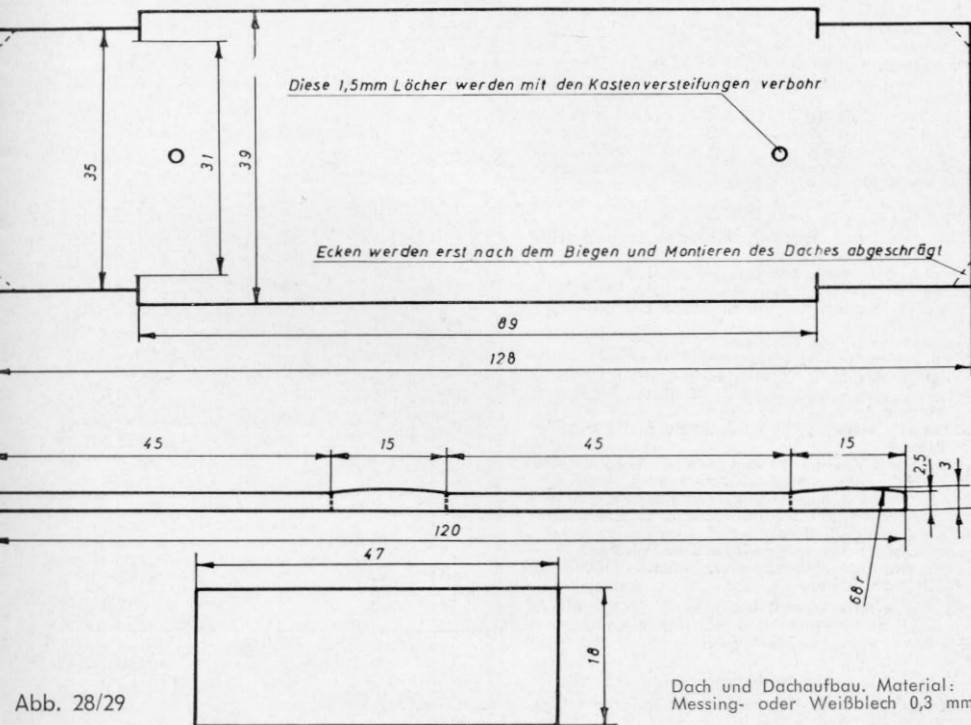 Diese 1,5mm Löcher werden mit den Kastenversteifungen verbohr
35
31
39
Ecken werden erst nach dem Biegen und Montieren des Daches abgeschrägt
89
128
45
15
45
15
2,5
3
120
68r
47
18
Abb. 28/29
Dach und Dachaufbau. Material:
Messing- oder Weißblech 0,3 mm